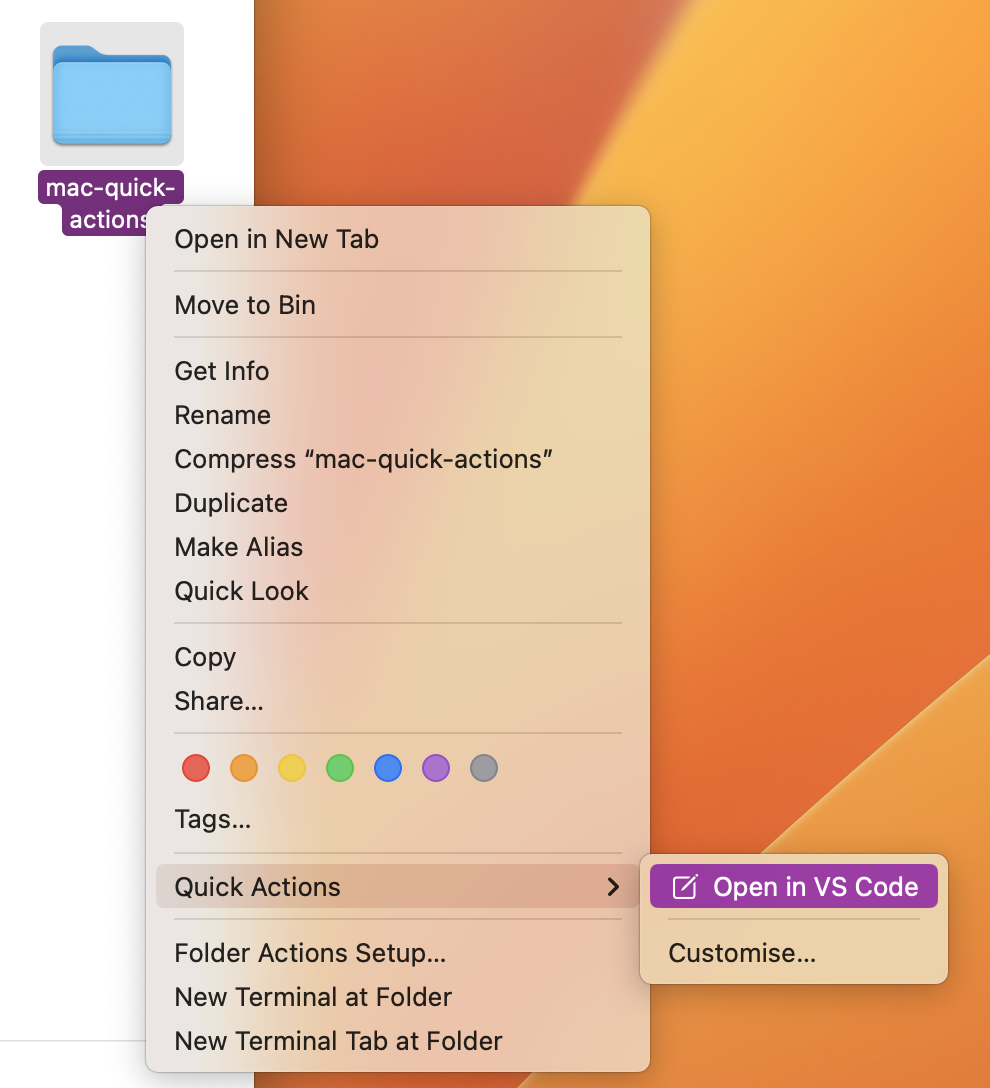 mac-quick-
actions
Open in New Tab
Move to Bin
Get Info
Rename
Compress “mac-quick-actions”
Duplicate
Make Alias
Quick Look
Copy
Share...
Tags...
Quick Actions
Open in VS Code
Customise...
Folder Actions Setup...
New Terminal at Folder
New Terminal Tab at Folder